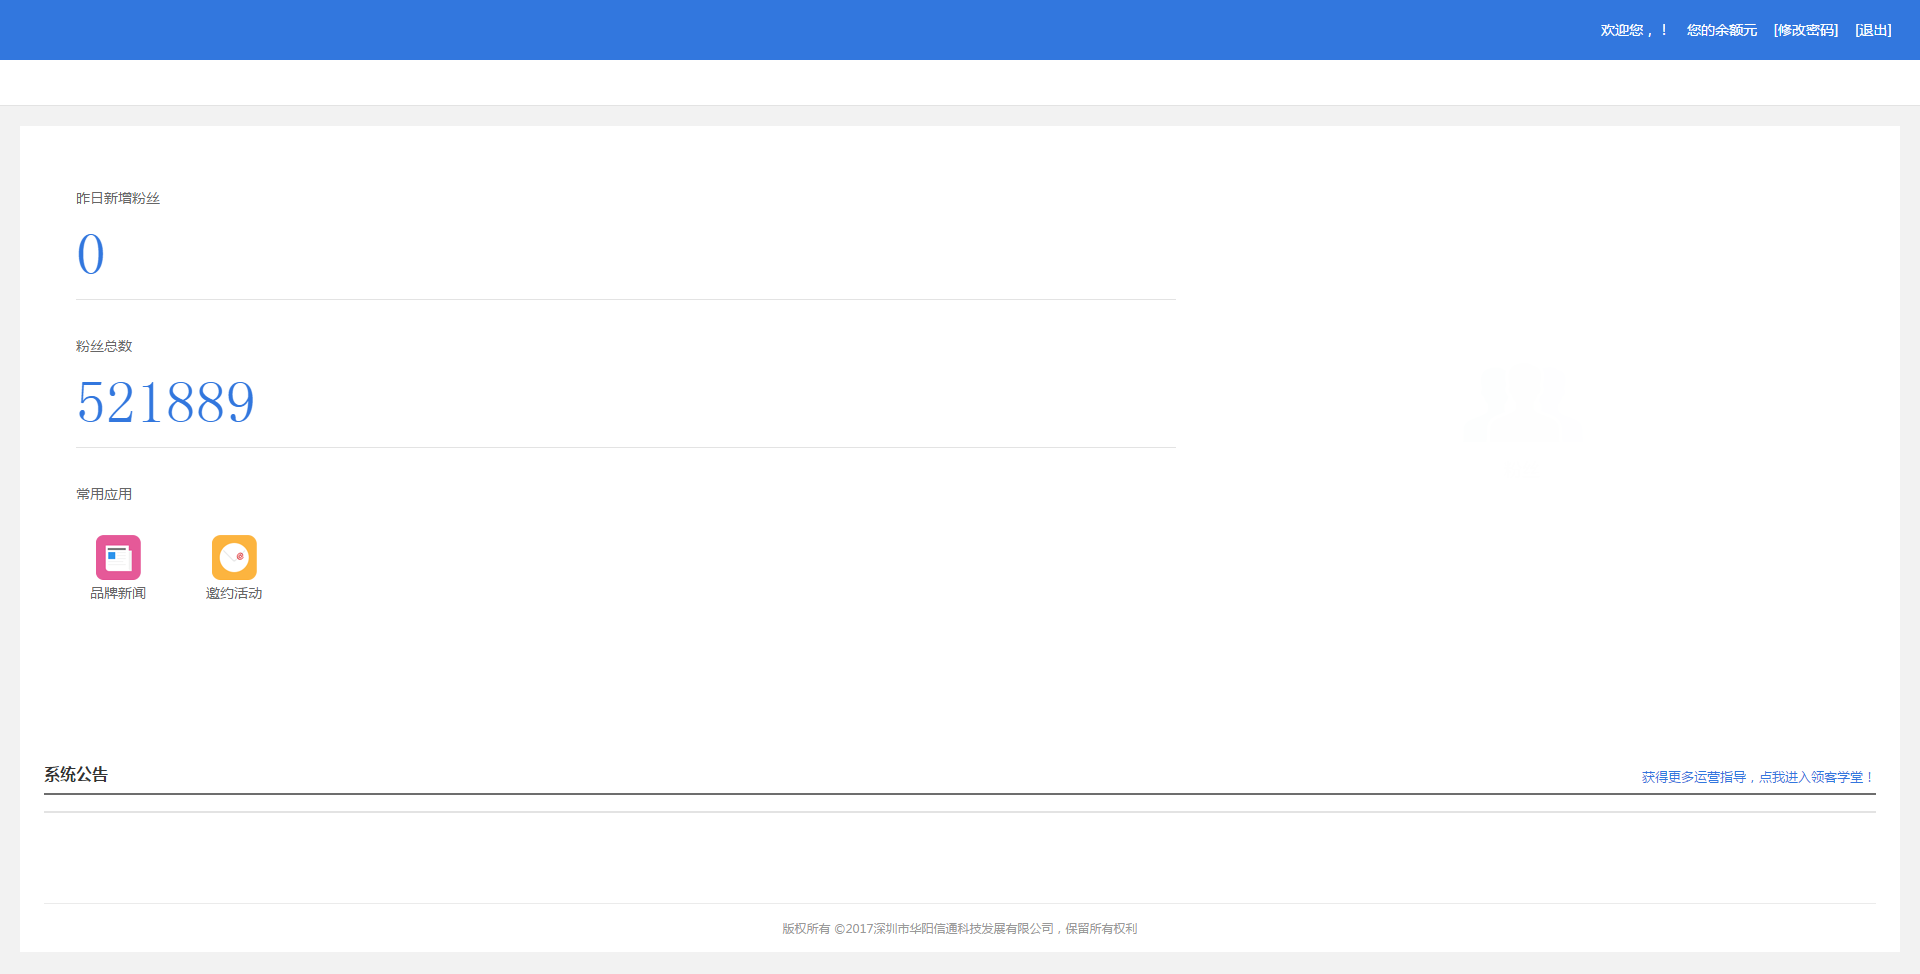 欢迎您，！ 您的余额元 [修改密码] [退出]
昨日新增粉丝
0
粉丝总数
521889
常用应用
品牌新闻 邀约活动
系统公告 获得更多运营指导，点我进入领客学堂！
版权所有 ©2017深圳市华阳信通科技发展有限公司，保留所有权利